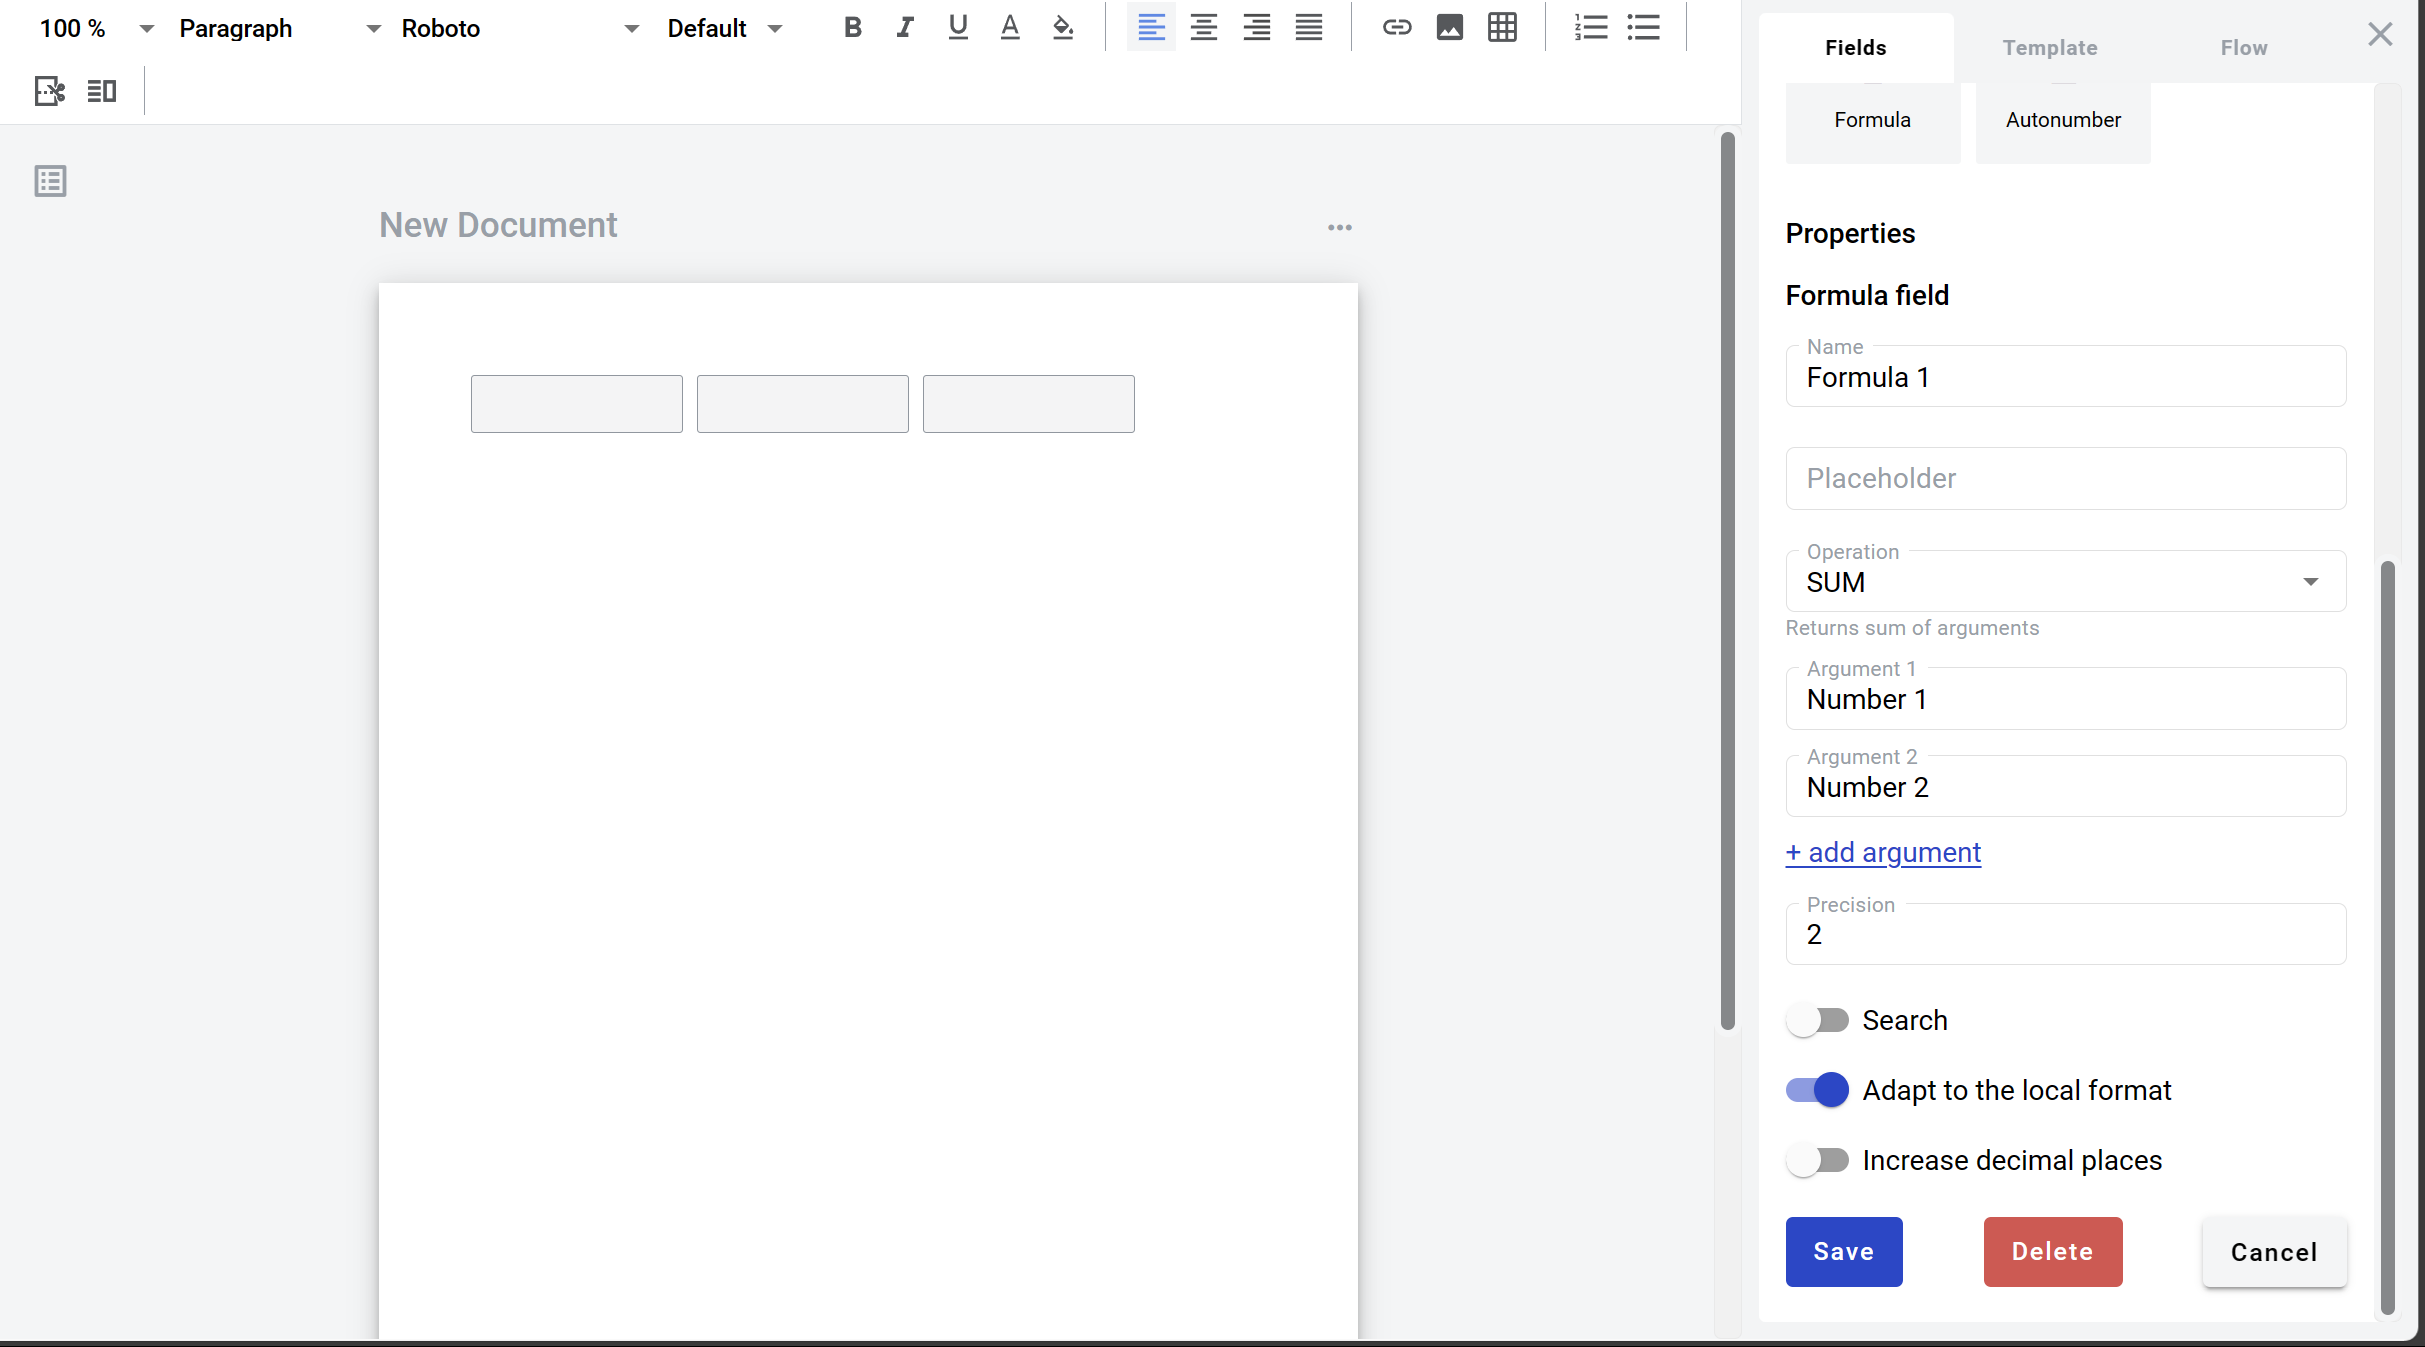 100 % Paragraph Roboto Default B I U A
Fields Template Flow
Formula Autonumber
New Document
Properties
Formula field
Name
Formula 1
Placeholder
Operation
SUM
Returns sum of arguments
Argument 1
Number 1
Argument 2
Number 2
+ add argument
Precision
2
Search
Adapt to the local format
Increase decimal places
Save Delete Cancel